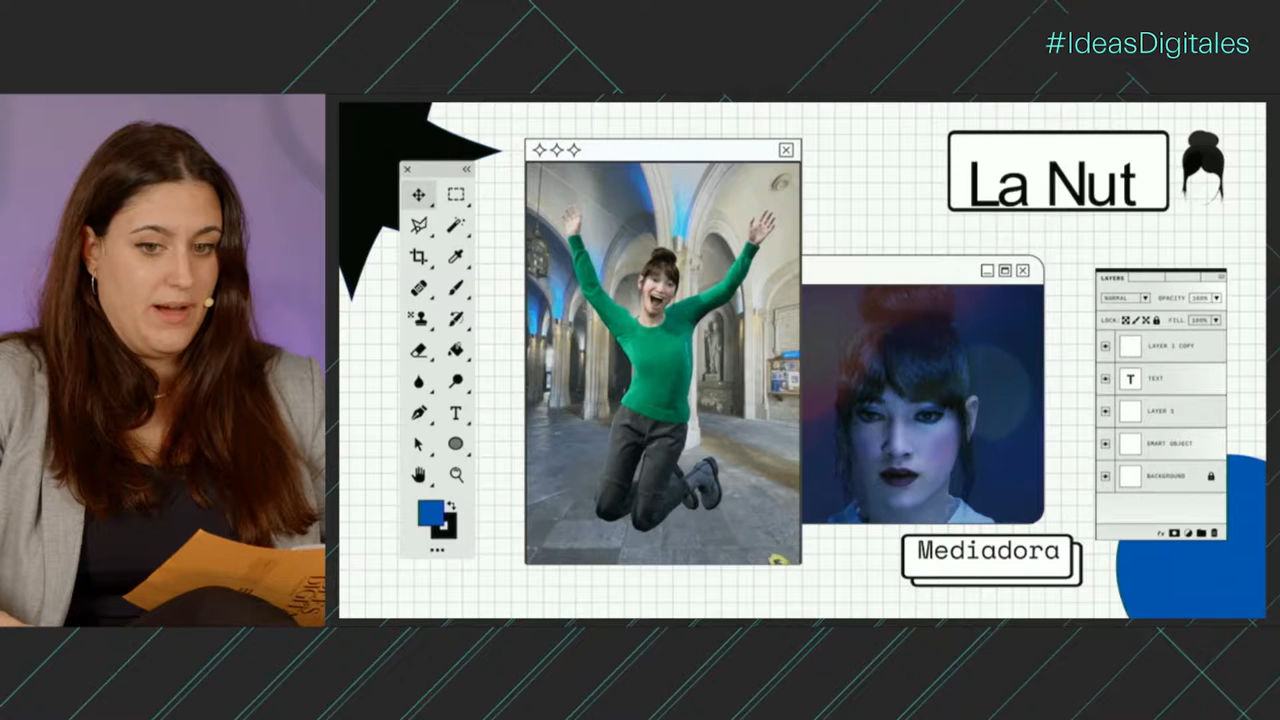 #IdeasDigitales
La Nut
LAYERS
NORMAL
OPACITY
100%
LOCK:
FILL
100%
LAYER 1 COPY
T
TEXT
LAYER 1
SMART OBJECT
BACKGROUND
fx
T
Mediadora